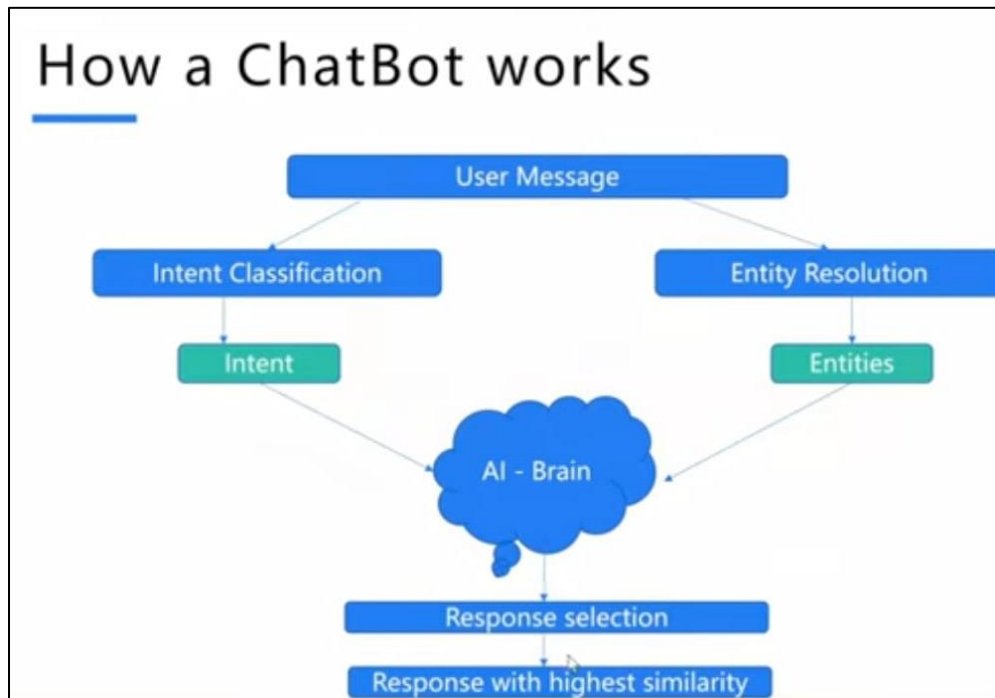 How a ChatBot works
User Message
Intent Classification
Entity Resolution
Intent
Entities
AI - Brain
Response selection
Response with highest similarity